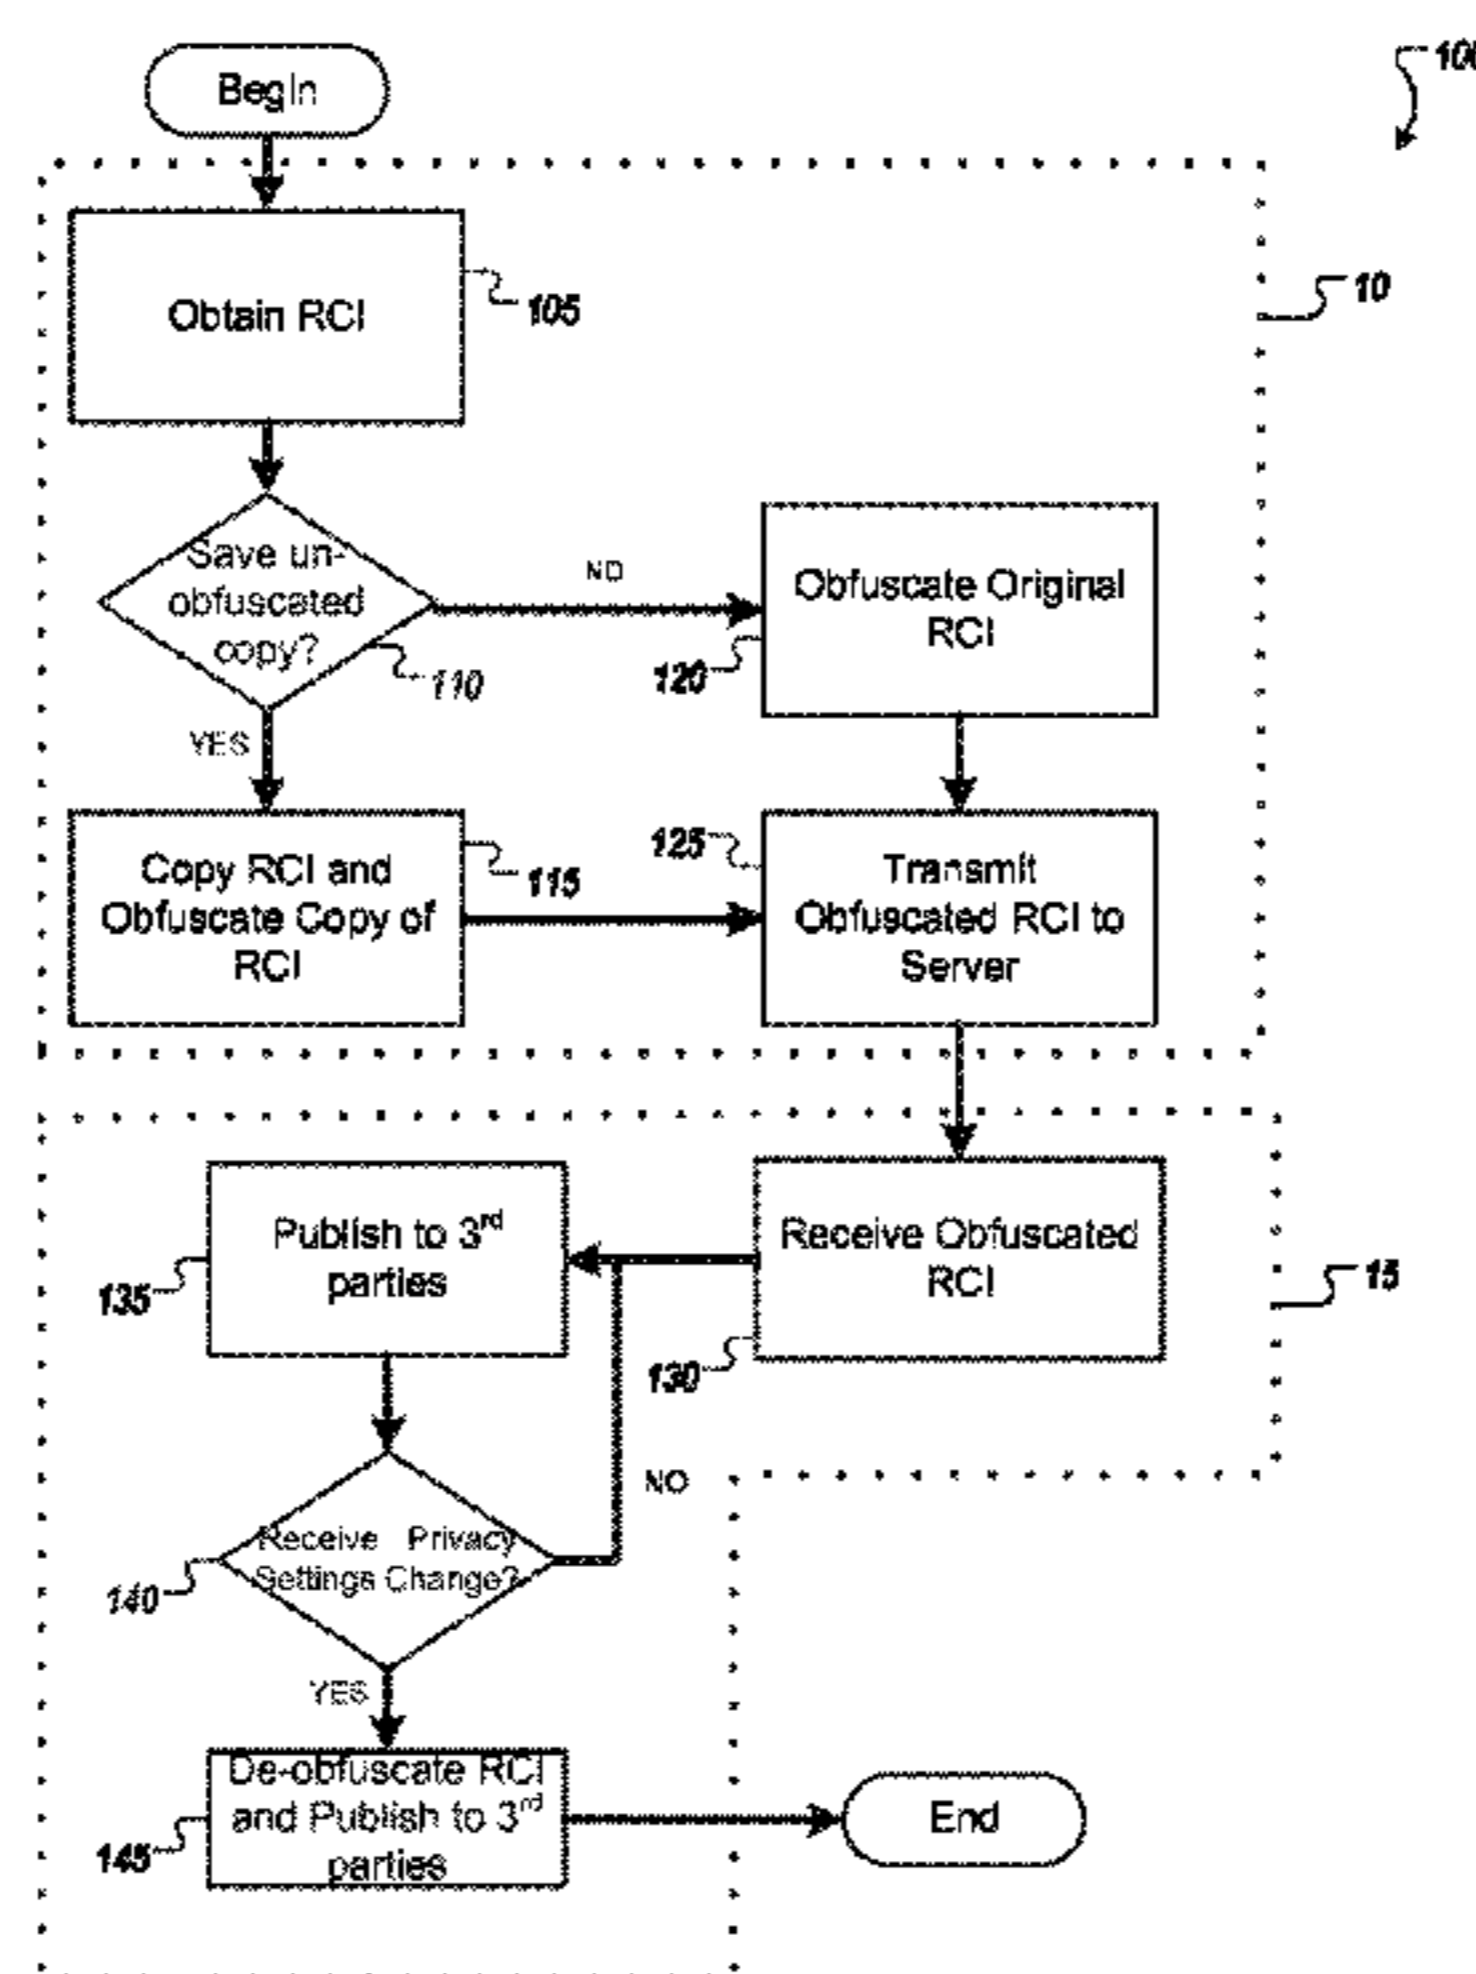 Begin
100
Obtain RCI
105
10
Save un-
obfuscated
copy?
110
NO
Obfuscate Original
RCI
120
YES
Copy RCI and
Obfuscate Copy of
RCI
115
125
Transmit
Obfuscated RCI to
Server
Publish to 3rd
parties
135
Receive Obfuscated
RCI
130
15
Receive Privacy
Settings Change?
140
NO
YES
De-obfuscate RCI
and Publish to 3rd
parties
145
End